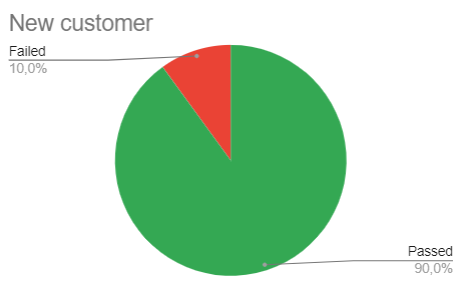 New customer
Failed
10,0%
Passed
90,0%